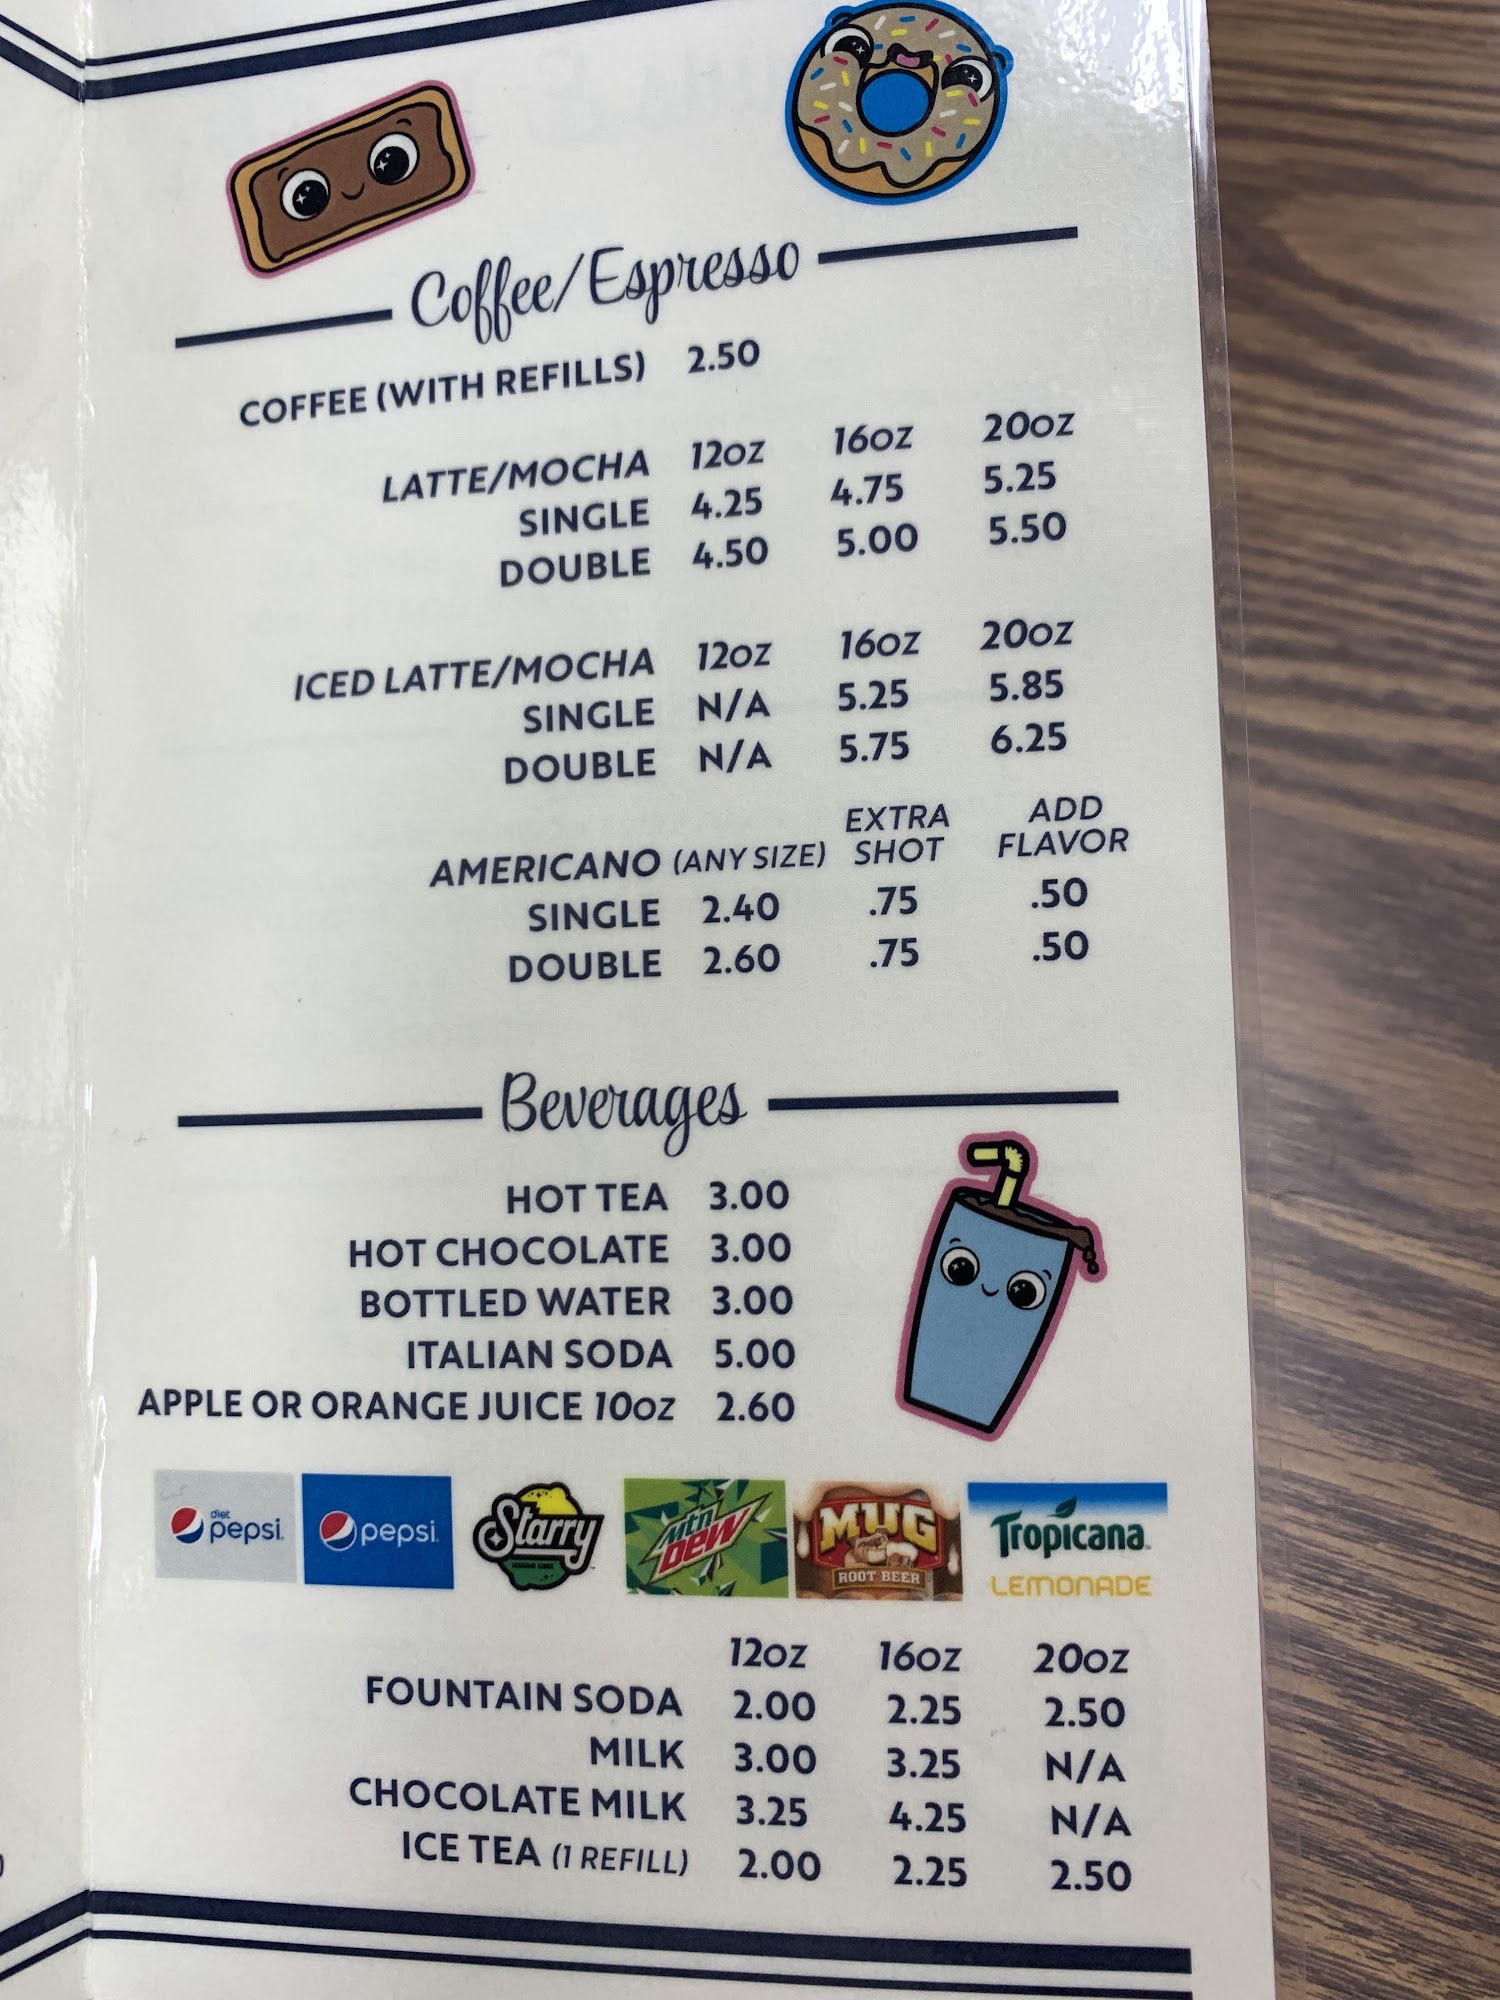 Coffee/Espresso
COFFEE (WITH REFILLS) 2.50
LATTE/MOCHA 12OZ 16OZ 20OZ
SINGLE 4.25 4.75 5.25
DOUBLE 4.50 5.00 5.50
ICED LATTE/MOCHA 12OZ 16OZ 20OZ
SINGLE N/A 5.25 5.85
DOUBLE N/A 5.75 6.25
EXTRA ADD
AMERICANO (ANY SIZE) SHOT FLAVOR
SINGLE 2.40 .75 .50
DOUBLE 2.60 .75 .50
Beverages
HOT TEA 3.00
HOT CHOCOLATE 3.00
BOTTLED WATER 3.00
ITALIAN SODA 5.00
APPLE OR ORANGE JUICE 10OZ 2.60
diet pepsi. pepsi. Starry LEMON LIME Mtn DEW MUG ROOT BEER Tropicana LEMONADE
12OZ 16OZ 20OZ
FOUNTAIN SODA 2.00 2.25 2.50
MILK 3.00 3.25 N/A
CHOCOLATE MILK 3.25 4.25 N/A
ICE TEA (1 REFILL) 2.00 2.25 2.50